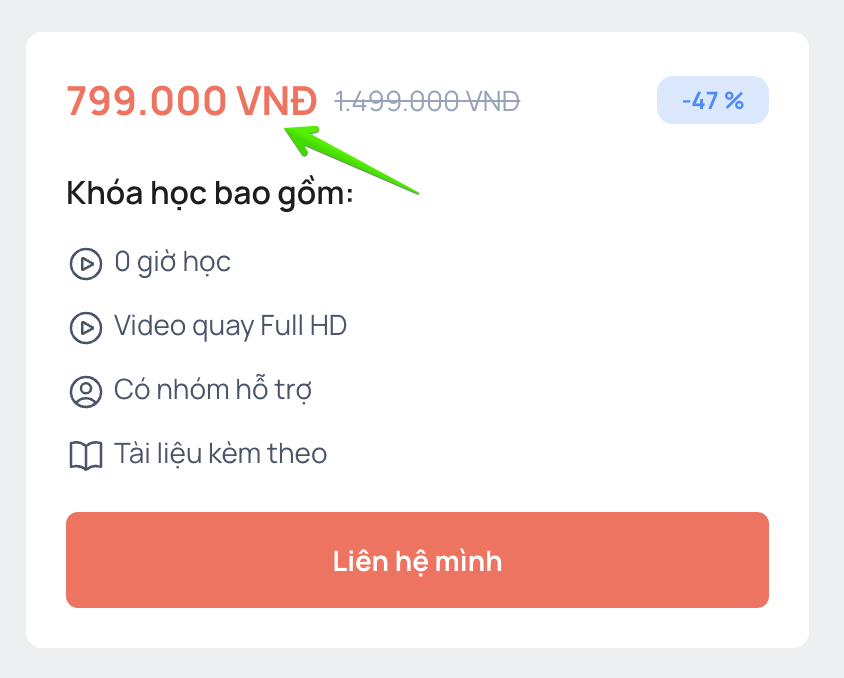 799.000 VNĐ 1.499.000 VNĐ -47 %
Khóa học bao gồm:
0 giờ học
Video quay Full HD
Có nhóm hỗ trợ
Tài liệu kèm theo
Liên hệ mình